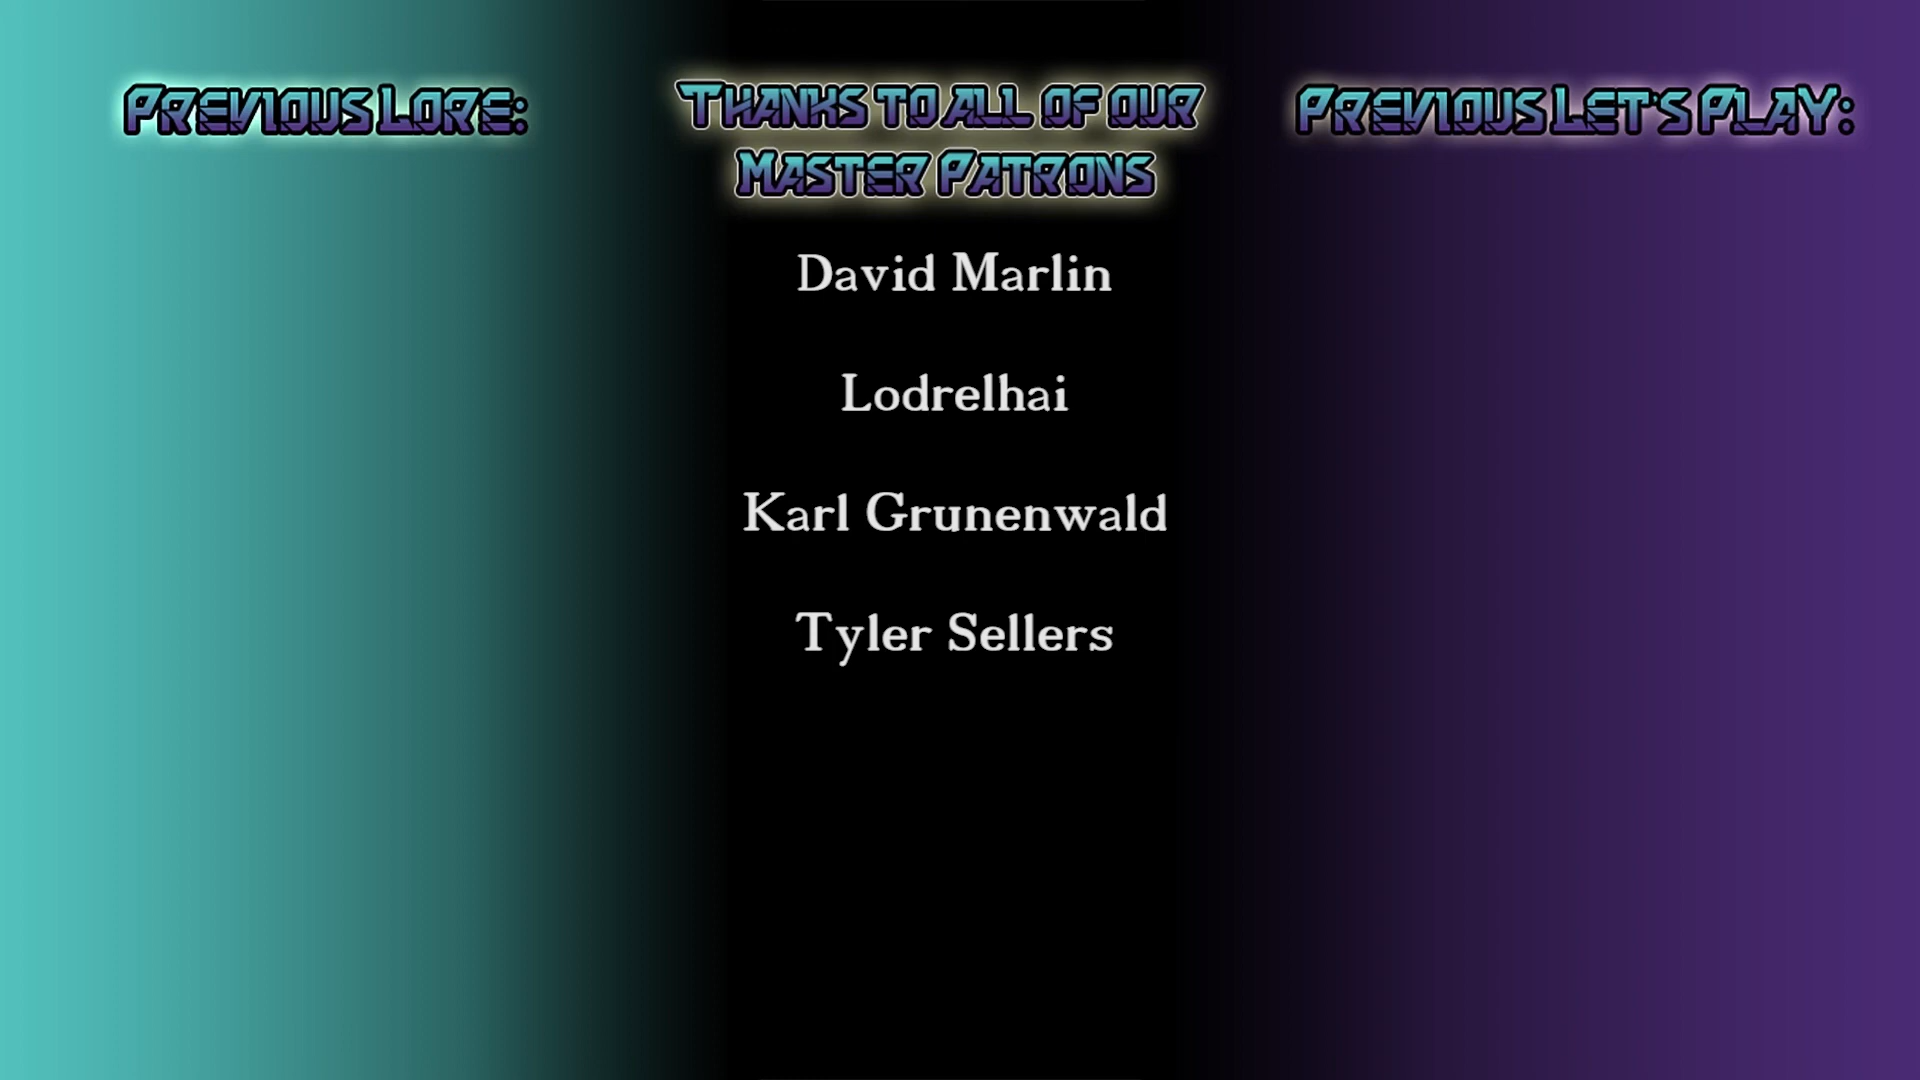 Previous Lore:
Thanks to all of our
Master Patrons
Previous Let's Play:
David Marlin
Lodrelhai
Karl Grunenwald
Tyler Sellers